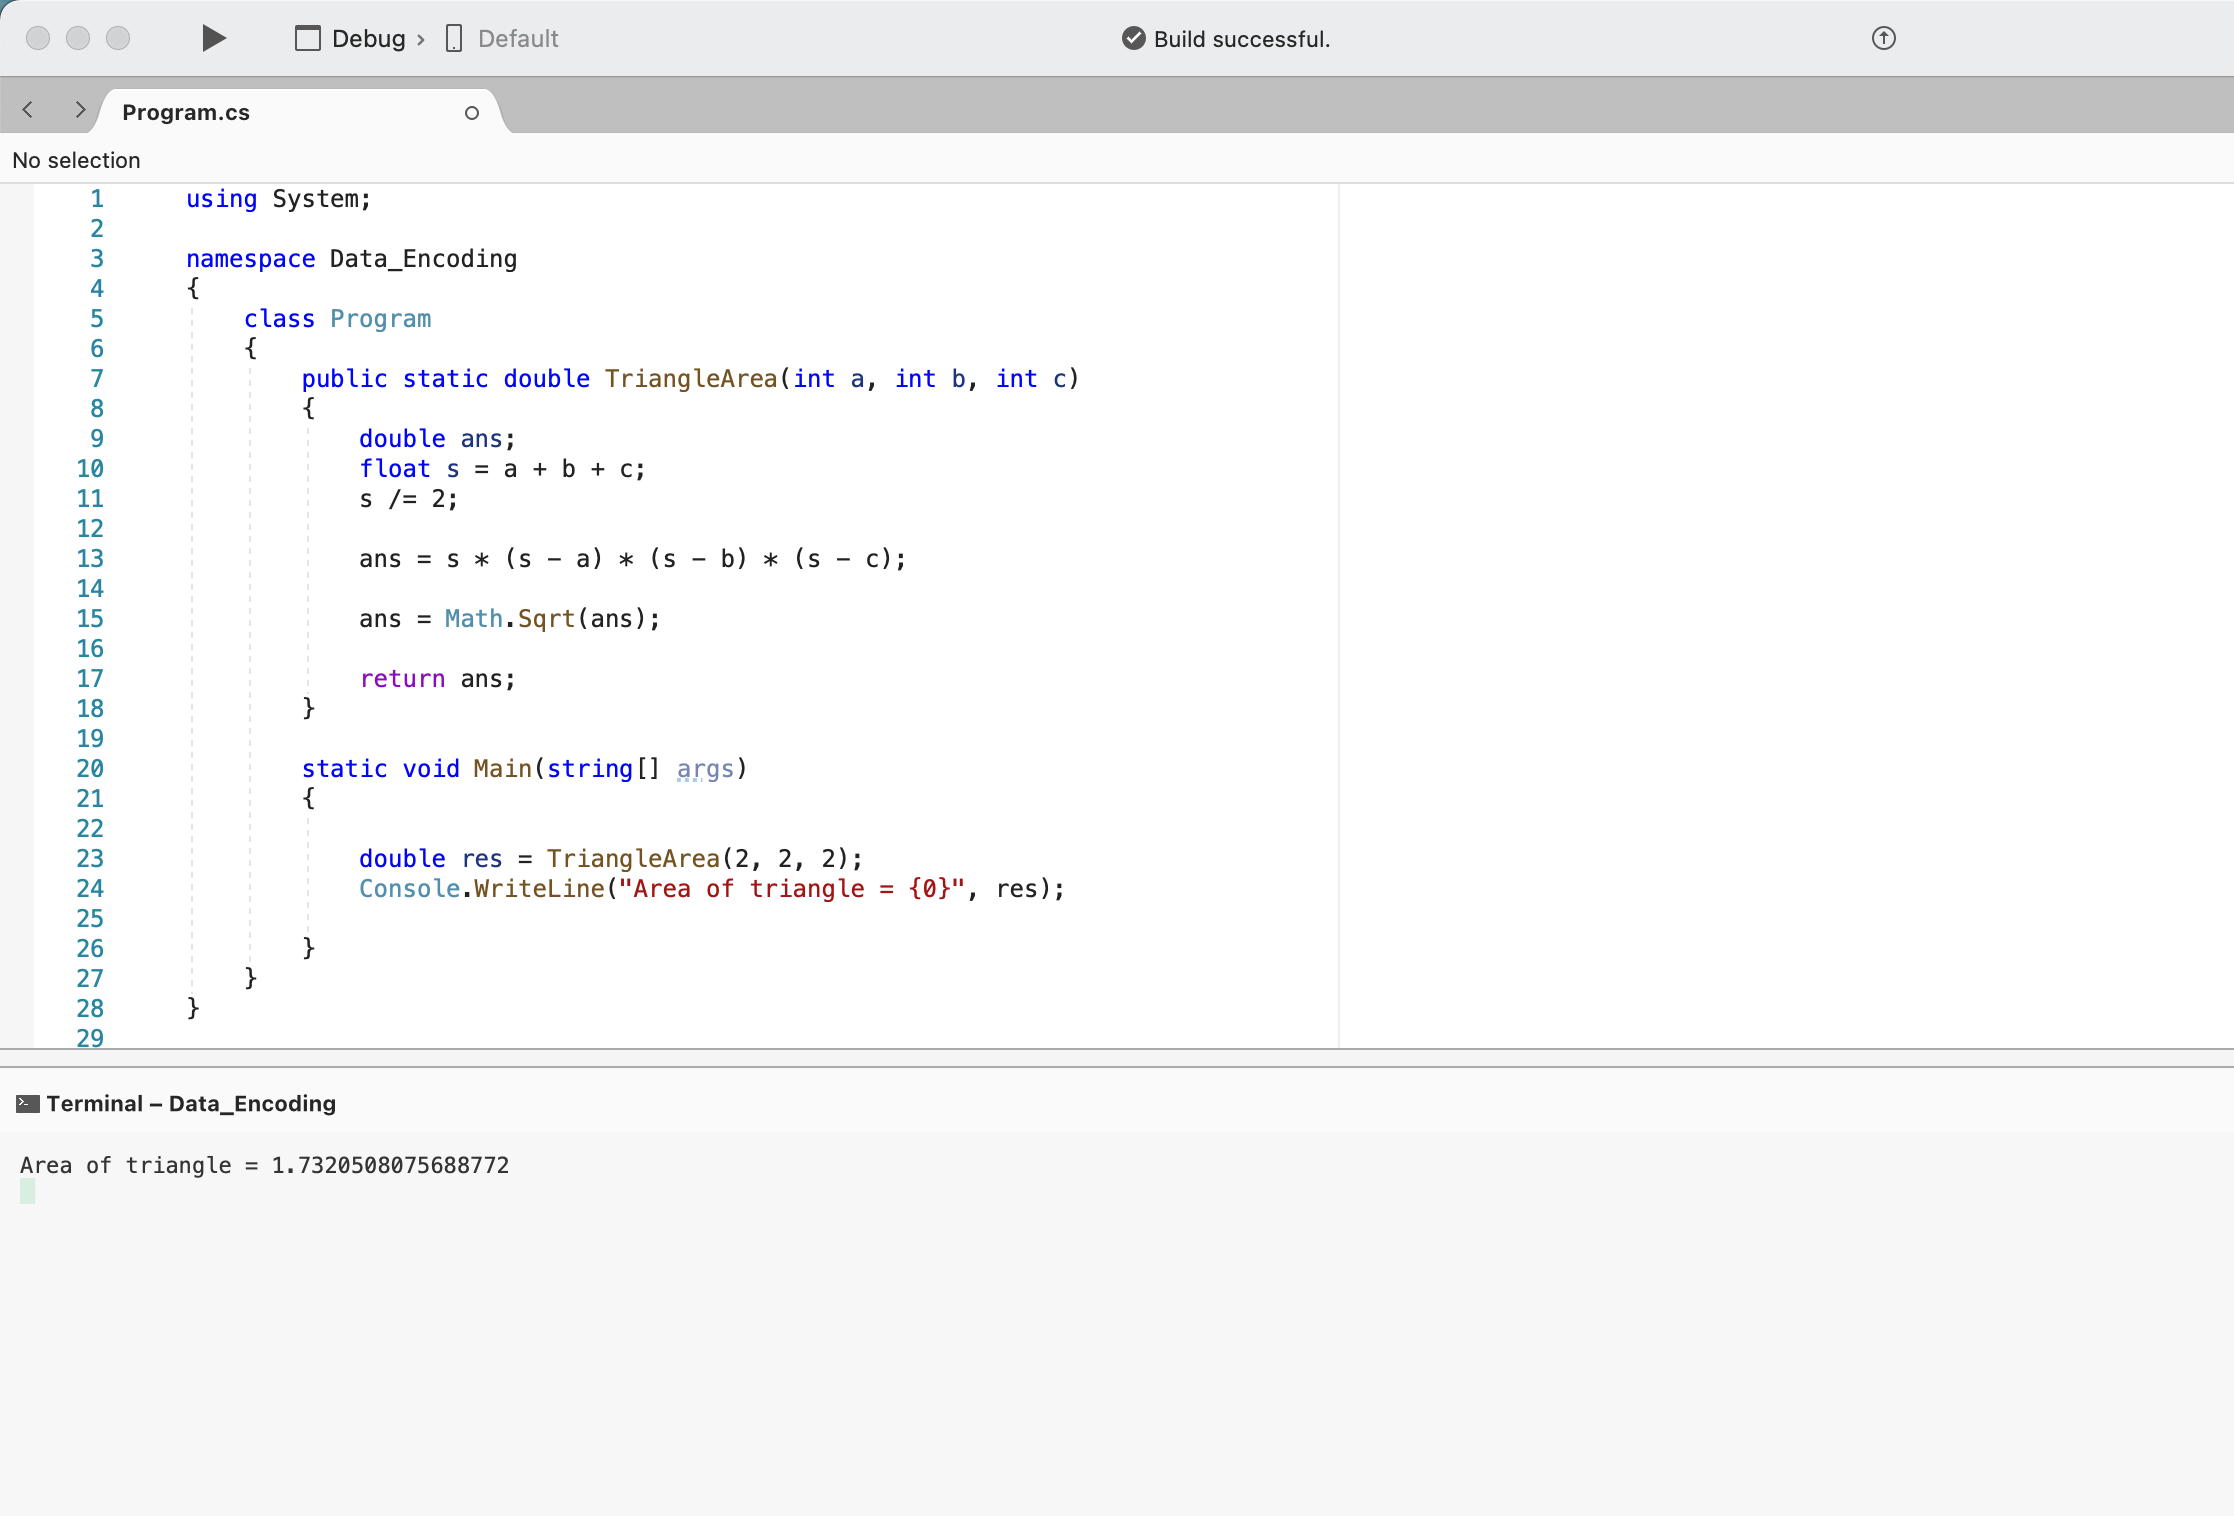 Debug › Default
Build successful.
Program.cs
No selection
1 using System;
2
3 namespace Data_Encoding
4 {
5 class Program
6 {
7 public static double TriangleArea(int a, int b, int c)
8 {
9 double ans;
10 float s = a + b + c;
11 s /= 2;
12
13 ans = s * (s - a) * (s - b) * (s - c);
14
15 ans = Math.Sqrt(ans);
16
17 return ans;
18 }
19
20 static void Main(string[] args)
21 {
22
23 double res = TriangleArea(2, 2, 2);
24 Console.WriteLine("Area of triangle = {0}", res);
25
26 }
27 }
28 }
29
Terminal – Data_Encoding
Area of triangle = 1.7320508075688772